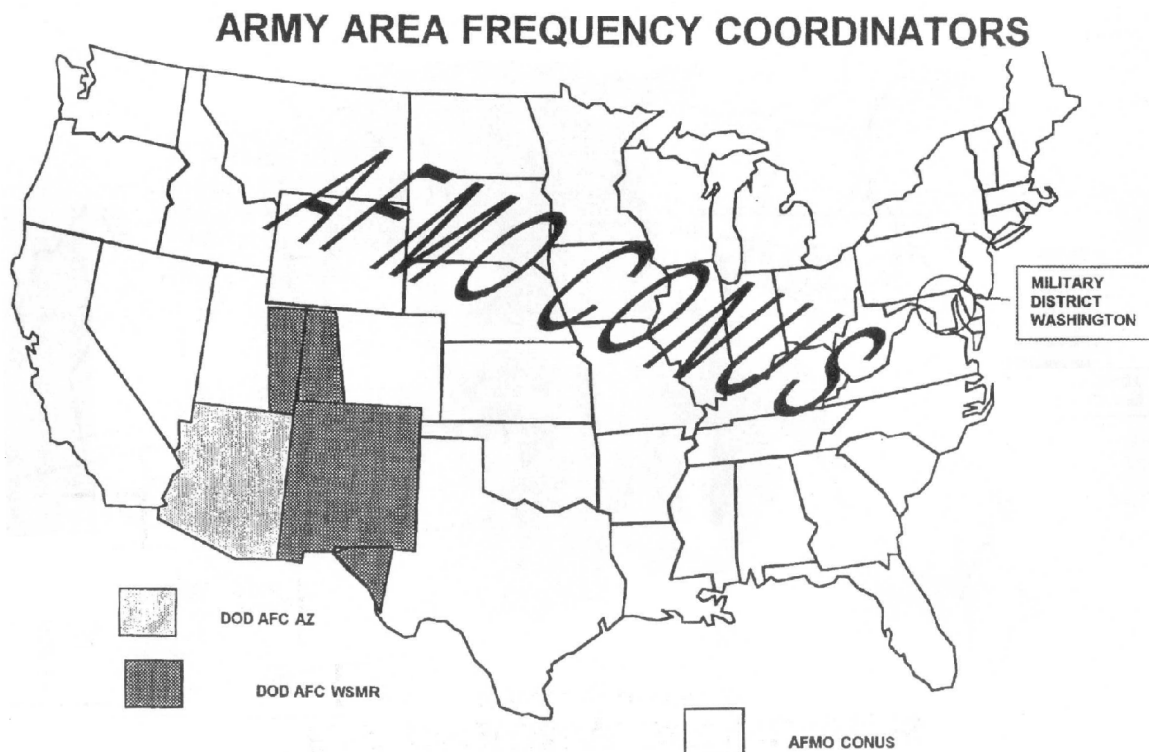 ARMY AREA FREQUENCY COORDINATORS
AFMO CONUS
MILITARY
DISTRICT
WASHINGTON
DOD AFC AZ
DOD AFC WSMR
AFMO CONUS